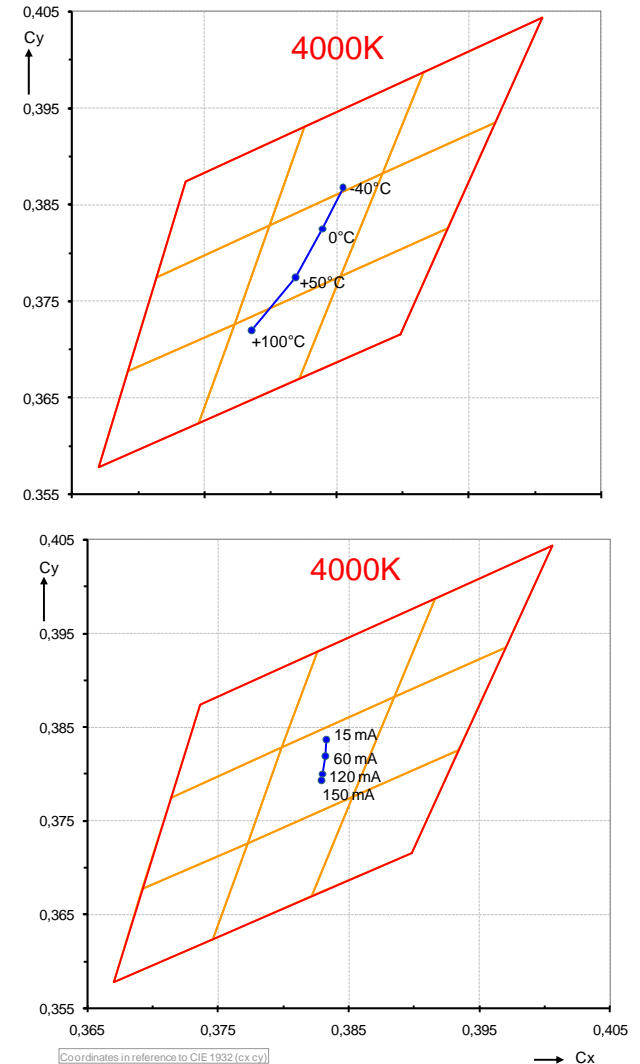 0,405
Cy
4000K
0,395
0,385
-40°C
0°C
0,375
+50°C
+100°C
0,365
0.355
0,405
Cy
4000K
0,395
0,385
15 mA
60 mA
120 mA
150 mA
0,375
0,365
0,355
0,365 0,375 0,385 0,395 0,405
Coordinates in reference to CIE 1932 (cx cy)
Cx